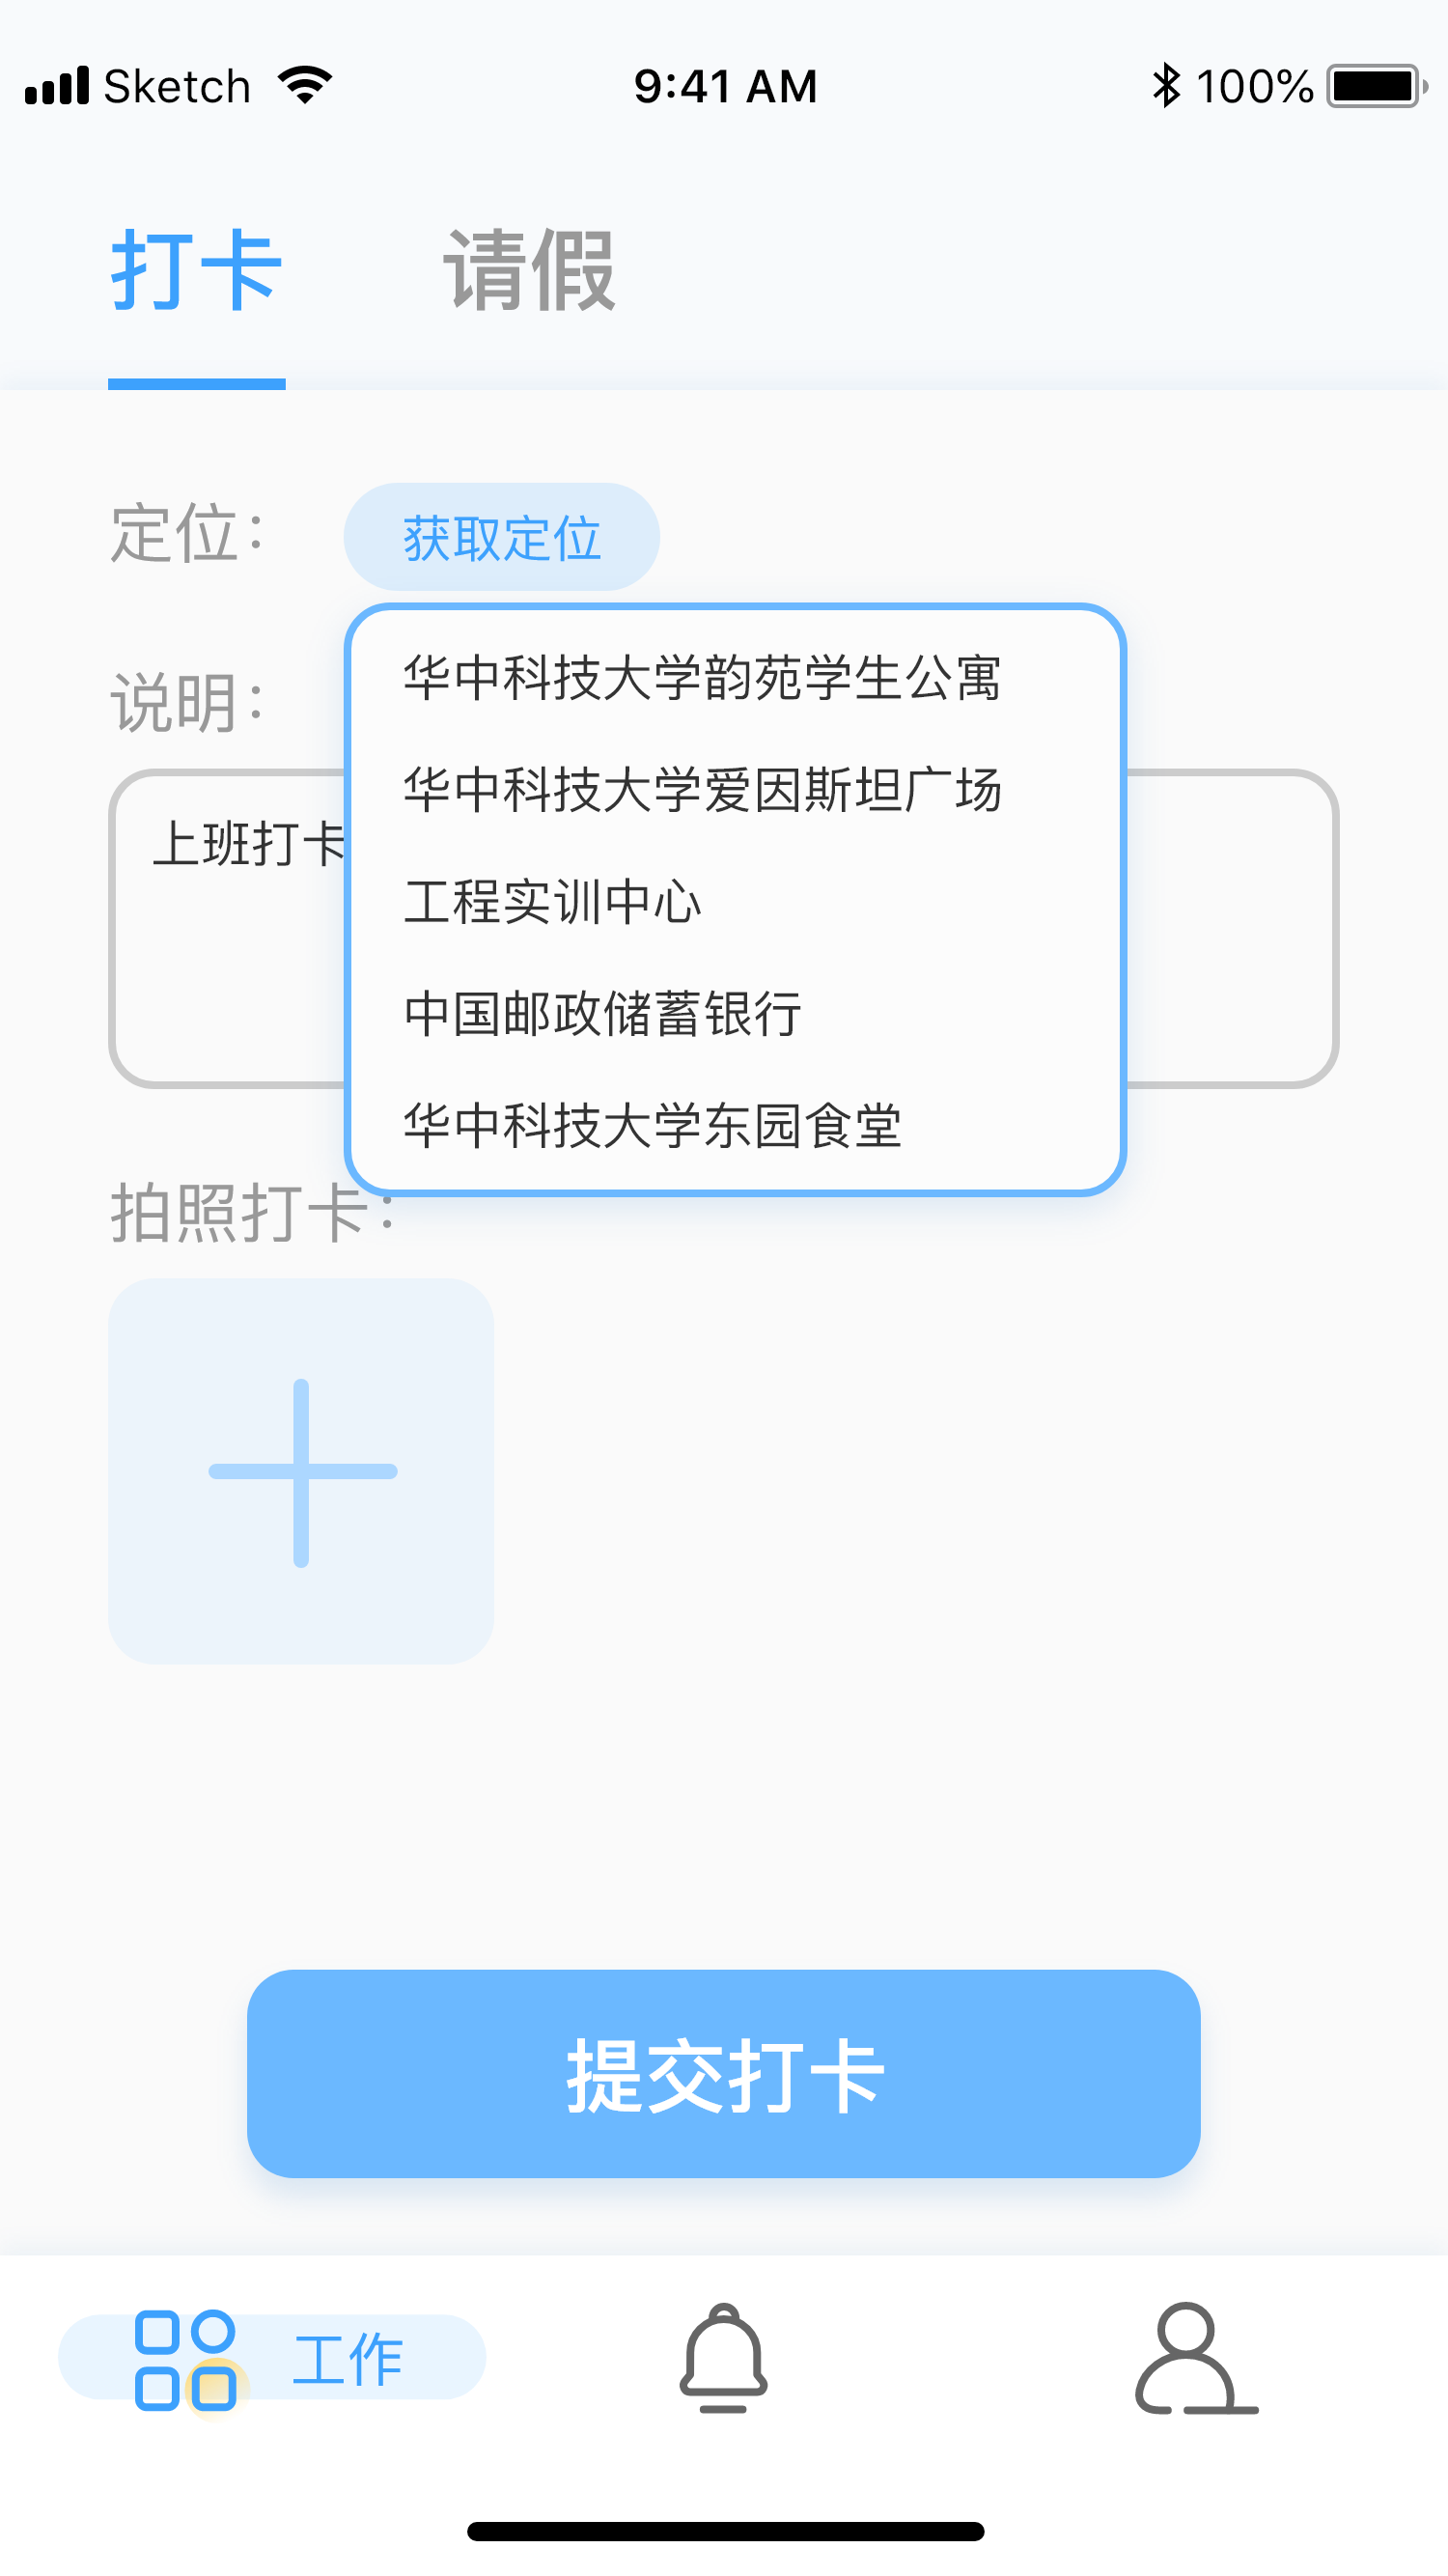 Sketch 9:41 AM 100%
打卡 请假
定位： 获取定位
说明：
华中科技大学韵苑学生公寓
华中科技大学爱因斯坦广场
上班打卡
工程实训中心
中国邮政储蓄银行
华中科技大学东园食堂
拍照打卡：
提交打卡
工作